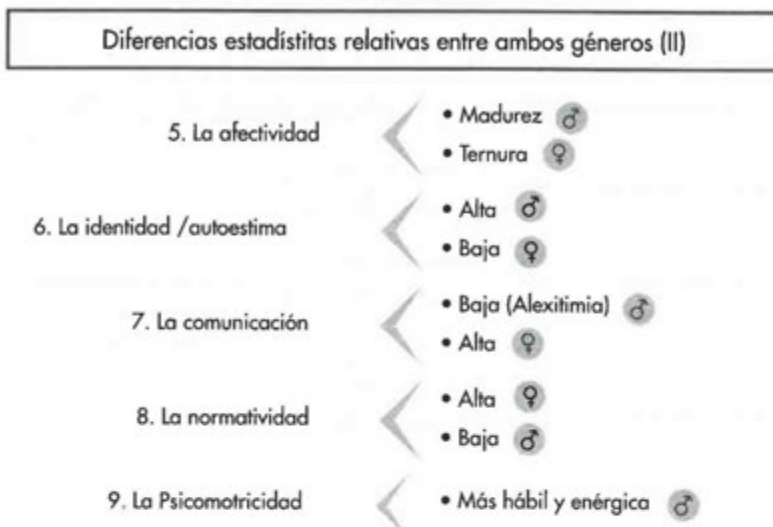 Diferencias estadístitas relativas entre ambos géneros (II)
5. La afectividad
• Madurez ♂
• Ternura ♀
6. La identidad /autoestima
• Alta ♂
• Baja ♀
7. La comunicación
• Baja (Alexitimia) ♂
• Alta ♀
8. La normatividad
• Alta ♀
• Baja ♂
9. La Psicomotricidad
• Más hábil y enérgica ♂